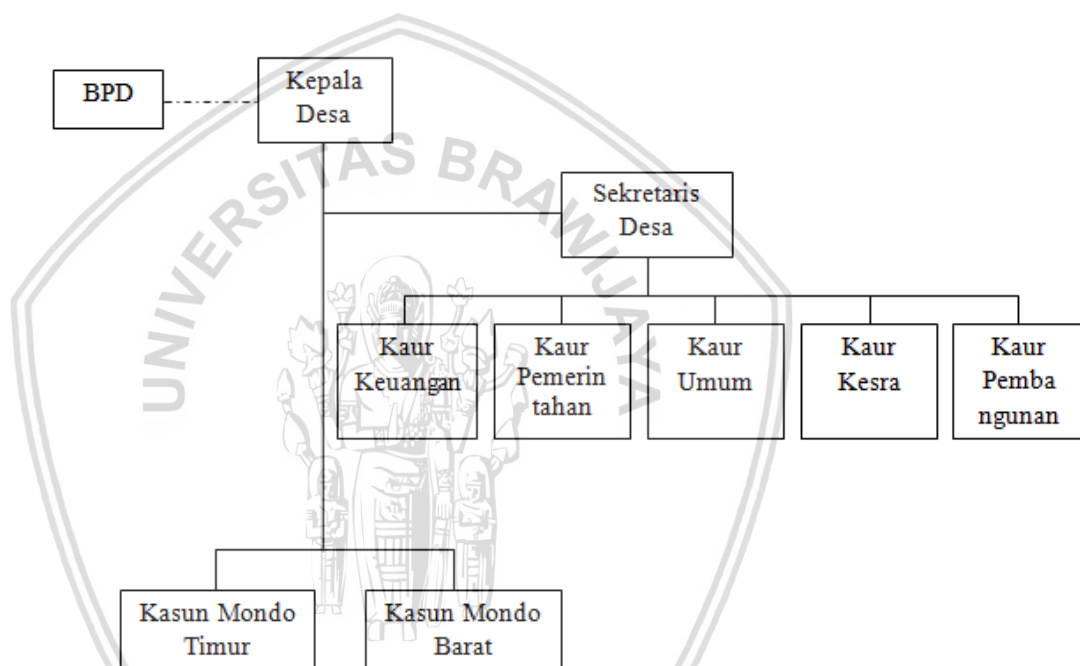 BPD
Kepala
Desa
UNIVERSITAS BRAWIJAYA
Sekretaris
Desa
Kaur
Keuangan
Kaur
Pemerin
tahan
Kaur
Umum
Kaur
Kesra
Kaur
Pemba
ngunan
Kasun Mondo
Timur
Kasun Mondo
Barat